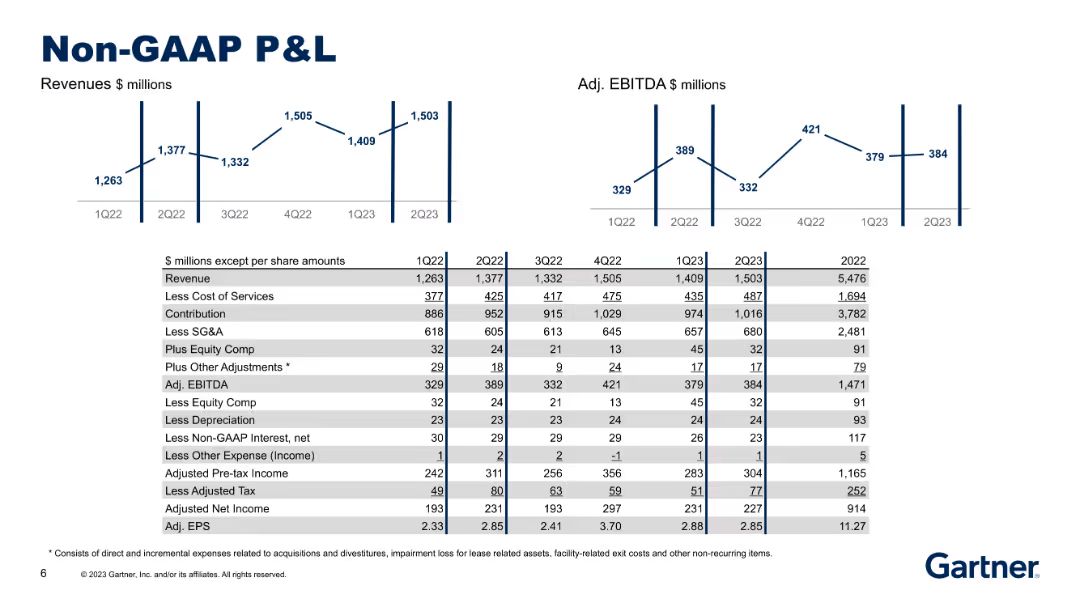 Non-GAAP P&L
Revenues $ millions
1,263 1,377 1,332 1,505 1,409 1,503
1Q22 2Q22 3Q22 4Q22 1Q23 2Q23
Adj. EBITDA $ millions
329 389 332 421 379 384
1Q22 2Q22 3Q22 4Q22 1Q23 2Q23
$ millions except per share amounts 1Q22 2Q22 3Q22 4Q22 1Q23 2Q23 2022
Revenue 1,263 1,377 1,332 1,505 1,409 1,503 5,476
Less Cost of Services 377 425 417 475 435 487 1,694
Contribution 886 952 915 1,029 974 1,016 3,782
Less SG&A 618 605 613 645 657 680 2,481
Plus Equity Comp 32 24 21 13 45 32 91
Plus Other Adjustments * 29 18 9 24 17 17 79
Adj. EBITDA 329 389 332 421 379 384 1,471
Less Equity Comp 32 24 21 13 45 32 91
Less Depreciation 23 23 23 24 24 24 93
Less Non-GAAP Interest, net 30 29 29 29 26 23 117
Less Other Expense (Income) 1 2 2 -1 1 1 5
Adjusted Pre-tax Income 242 311 256 356 283 304 1,165
Less Adjusted Tax 49 80 63 59 51 77 252
Adjusted Net Income 193 231 193 297 231 227 914
Adj. EPS 2.33 2.85 2.41 3.70 2.88 2.85 11.27
* Consists of direct and incremental expenses related to acquisitions and divestitures, impairment loss for lease related assets, facility-related exit costs and other non-recurring items.
6 © 2023 Gartner, Inc. and/or its affiliates. All rights reserved.
Gartner®